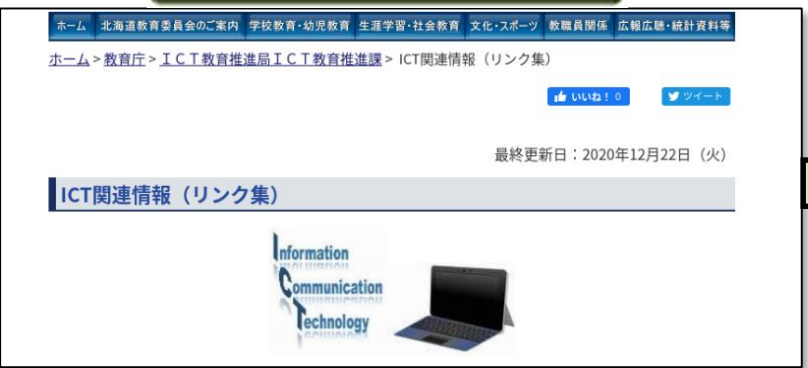 ホーム 北海道教育委員会のご案内 学校教育・幼児教育 生涯学習・社会教育 文化・スポーツ 教職員関係 広報広聴・統計資料等
ホーム > 教育庁 > ＩＣＴ教育推進局ＩＣＴ教育推進課 > ICT関連情報（リンク集）
いいね！ 0 ツイート
最終更新日：2020年12月22日（火）
ICT関連情報（リンク集）
Information
Communication
Technology